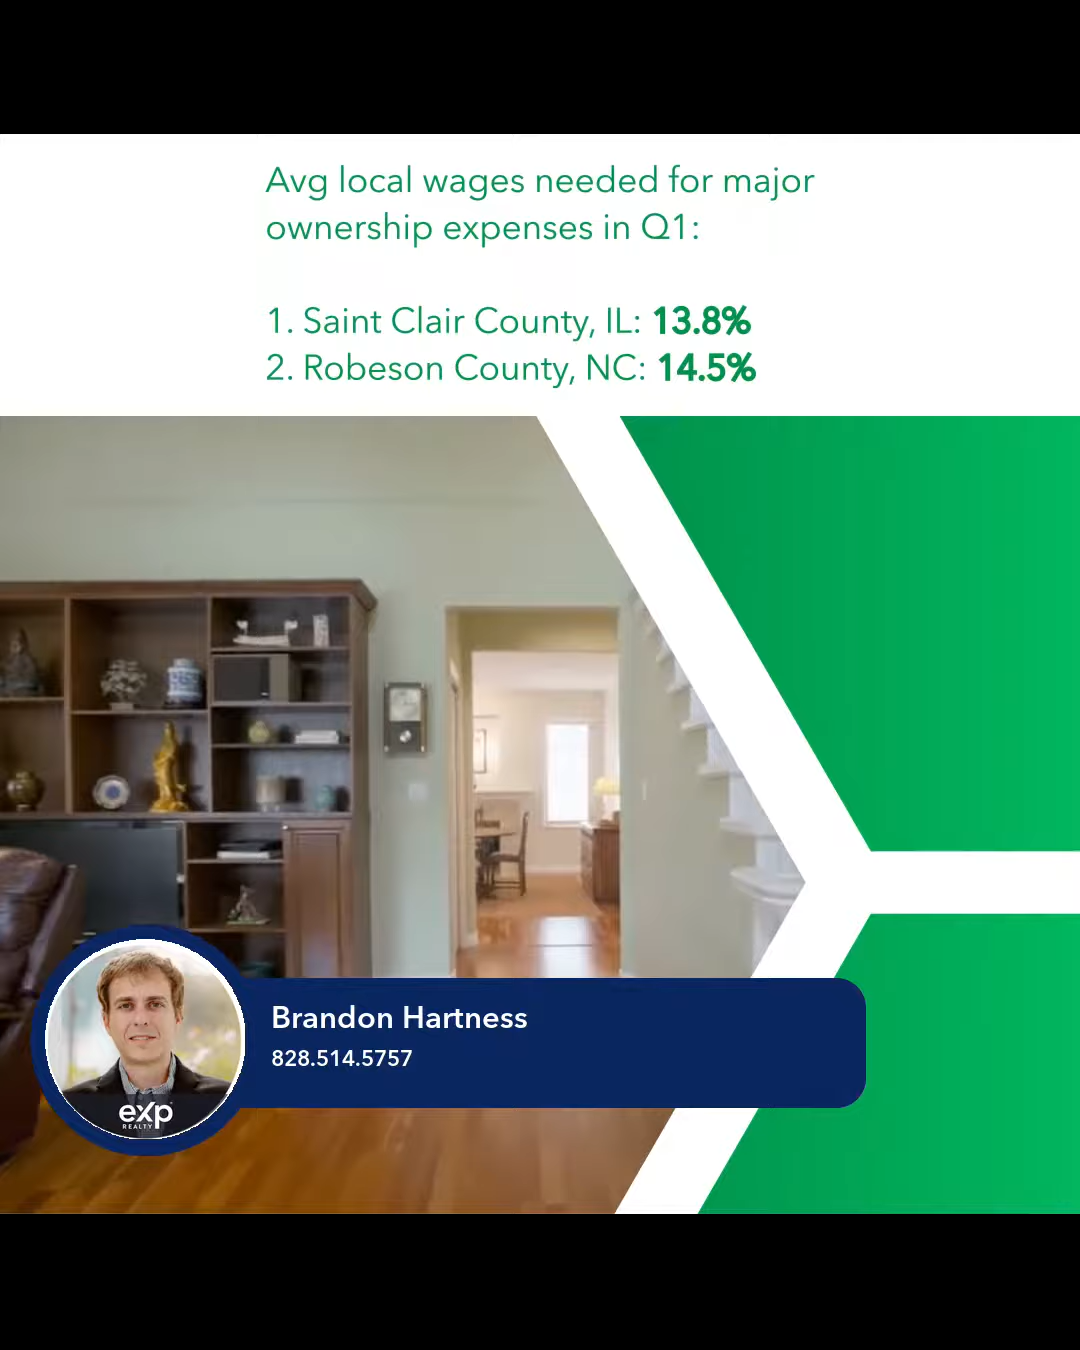 Avg local wages needed for major
ownership expenses in Q1:
1. Saint Clair County, IL: 13.8%
2. Robeson County, NC: 14.5%
Brandon Hartness
828.514.5757
exp
REALTY